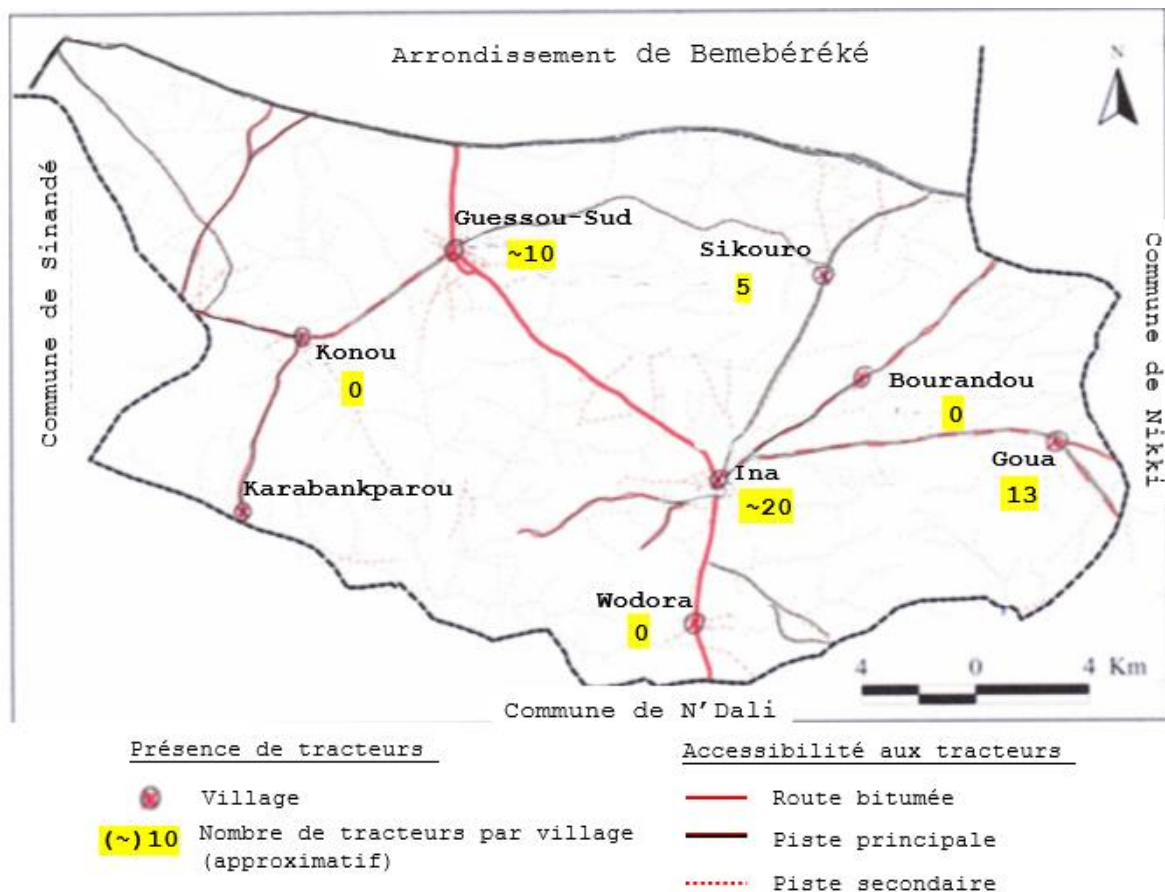 Arrondissement de Bemebéréké
N
Commune de Sinandé
Guessou-Sud
~10
Sikouro
5
Commune de Nikki
Konou
0
Bourandou
0
Goua
13
Karabankparou
Ina
~20
Wodora
0
4 0 4 Km
Commune de N'Dali
Présence de tracteurs
Village
(~)10 Nombre de tracteurs par village
(approximatif)
Accessibilité aux tracteurs
Route bitumée
Piste principale
Piste secondaire